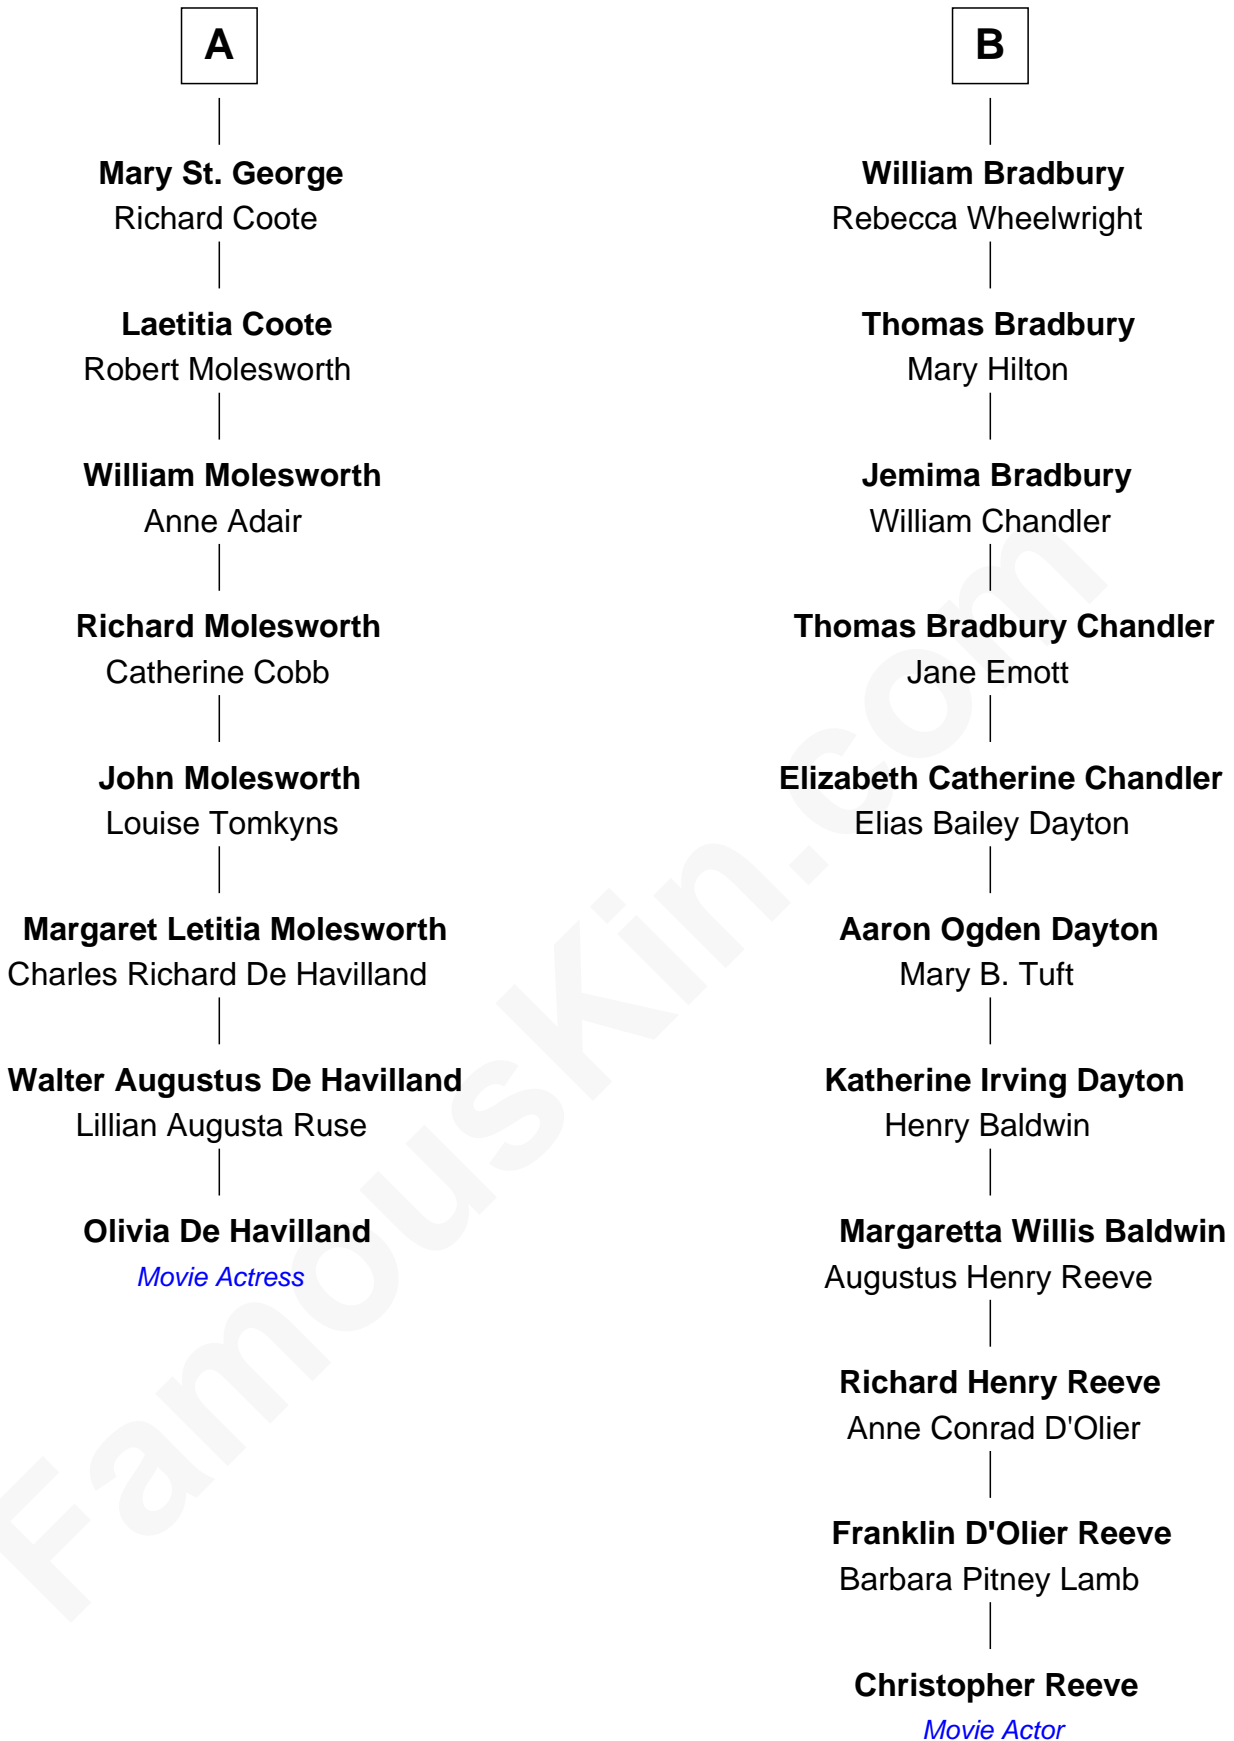 A
Mary St. George
Richard Coote
Laetitia Coote
Robert Molesworth
William Molesworth
Anne Adair
Richard Molesworth
Catherine Cobb
John Molesworth
Louise Tomkyns
Margaret Letitia Molesworth
Charles Richard De Havilland
Walter Augustus De Havilland
Lillian Augusta Ruse
Olivia De Havilland
Movie Actress
B
William Bradbury
Rebecca Wheelwright
Thomas Bradbury
Mary Hilton
Jemima Bradbury
William Chandler
Thomas Bradbury Chandler
Jane Emott
Elizabeth Catherine Chandler
Elias Bailey Dayton
Aaron Ogden Dayton
Mary B. Tuft
Katherine Irving Dayton
Henry Baldwin
Margaretta Willis Baldwin
Augustus Henry Reeve
Richard Henry Reeve
Anne Conrad D'Olier
Franklin D'Olier Reeve
Barbara Pitney Lamb
Christopher Reeve
Movie Actor
FamousKin.com